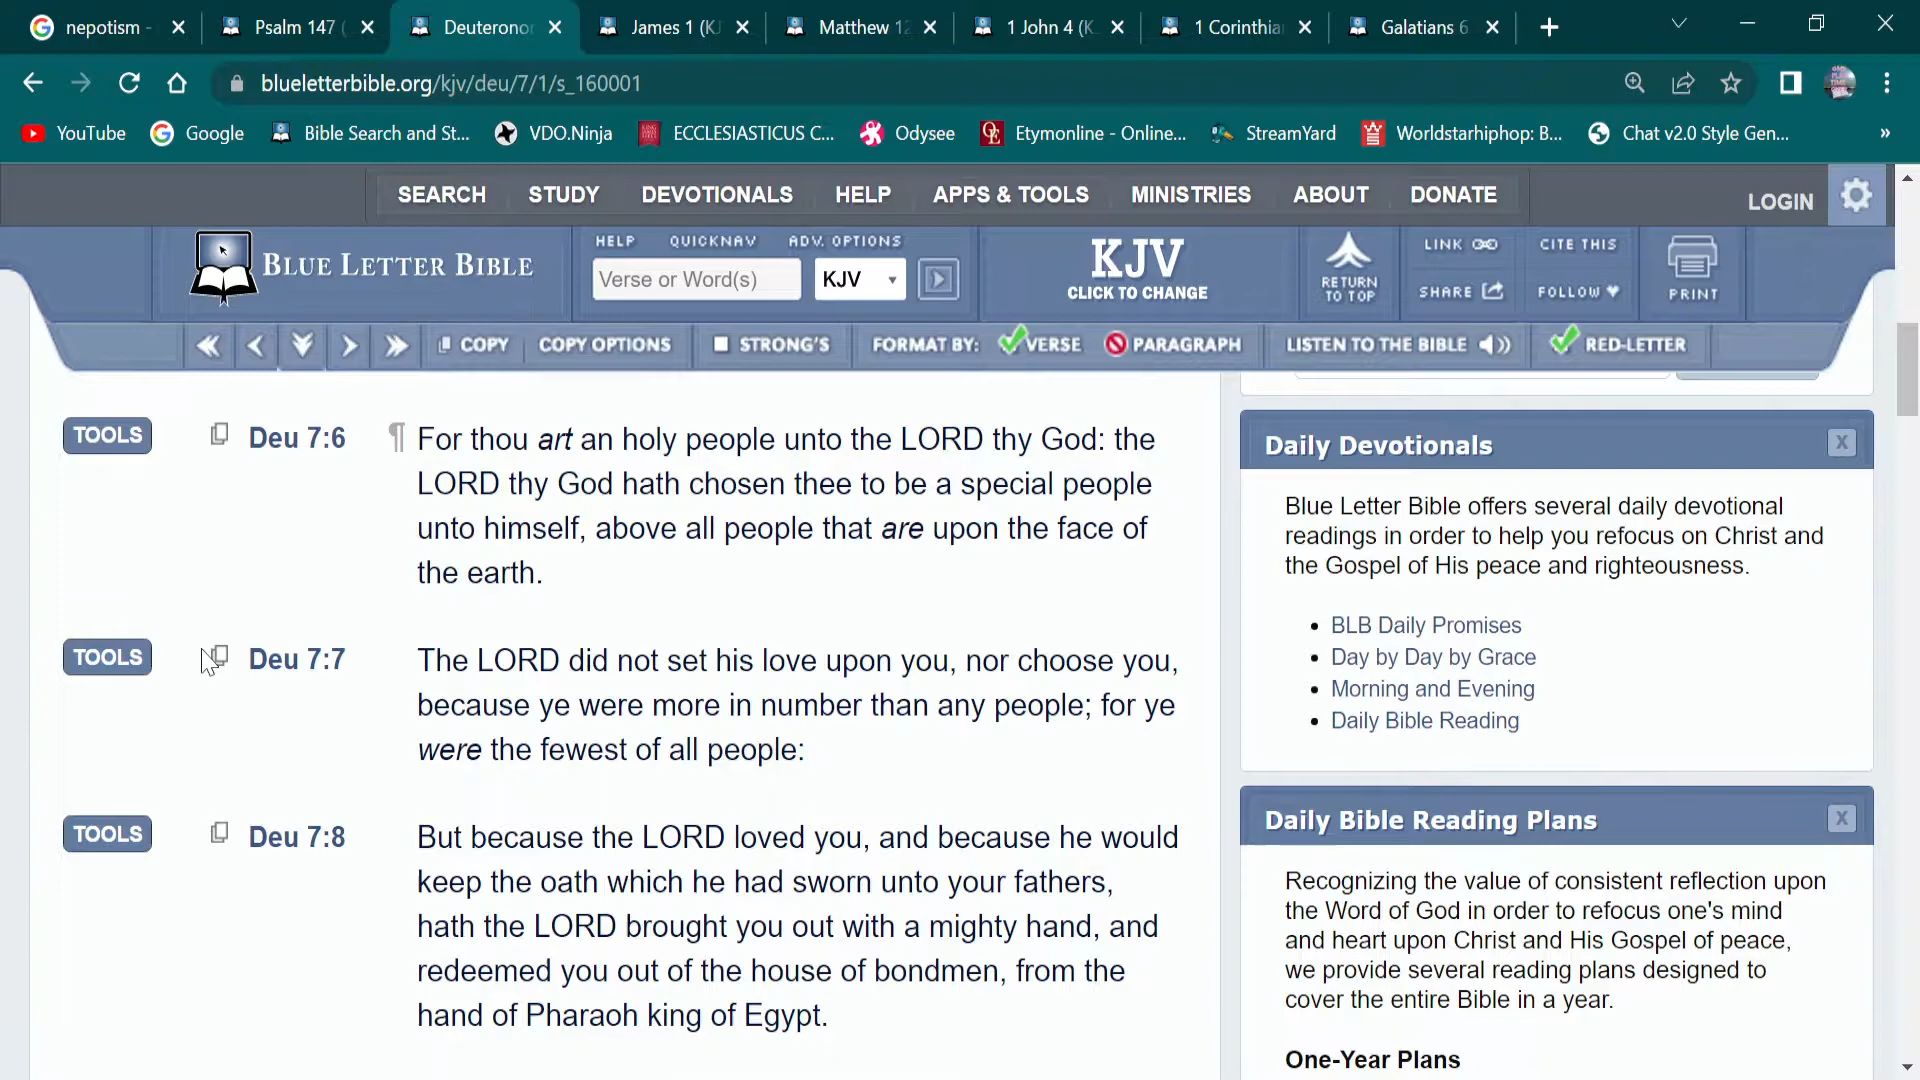 nepotism -
Psalm 147 (
Deuterono
James 1 (KJ
Matthew 12
1 John 4 (K
1 Corinthia
Galatians 6
blueletterbible.org/kjv/deu/7/1/s_160001
YouTube
Google
Bible Search and St...
VDO.Ninja
ECCLESIASTICUS C...
Odysee
Etymonline - Online...
StreamYard
Worldstarhiphop: B...
Chat v2.0 Style Gen...
»
SEARCH STUDY DEVOTIONALS HELP APPS & TOOLS MINISTRIES ABOUT DONATE
LOGIN
BLUE LETTER BIBLE
HELP QUICKNAV ADV. OPTIONS
Verse or Word(s)
KJV
KJV
CLICK TO CHANGE
RETURN
TO TOP
LINK
CITE THIS
SHARE
FOLLOW
PRINT
COPY
COPY OPTIONS
STRONG'S
FORMAT BY: VERSE PARAGRAPH
LISTEN TO THE BIBLE
RED-LETTER
TOOLS
Deu 7:6
¶ For thou art an holy people unto the LORD thy God: the
LORD thy God hath chosen thee to be a special people
unto himself, above all people that are upon the face of
the earth.
TOOLS
Deu 7:7
The LORD did not set his love upon you, nor choose you,
because ye were more in number than any people; for ye
were the fewest of all people:
TOOLS
Deu 7:8
But because the LORD loved you, and because he would
keep the oath which he had sworn unto your fathers,
hath the LORD brought you out with a mighty hand, and
redeemed you out of the house of bondmen, from the
hand of Pharaoh king of Egypt.
Daily Devotionals
X
Blue Letter Bible offers several daily devotional
readings in order to help you refocus on Christ and
the Gospel of His peace and righteousness.
• BLB Daily Promises
• Day by Day by Grace
• Morning and Evening
• Daily Bible Reading
Daily Bible Reading Plans
X
Recognizing the value of consistent reflection upon
the Word of God in order to refocus one's mind
and heart upon Christ and His Gospel of peace,
we provide several reading plans designed to
cover the entire Bible in a year.
One-Year Plans